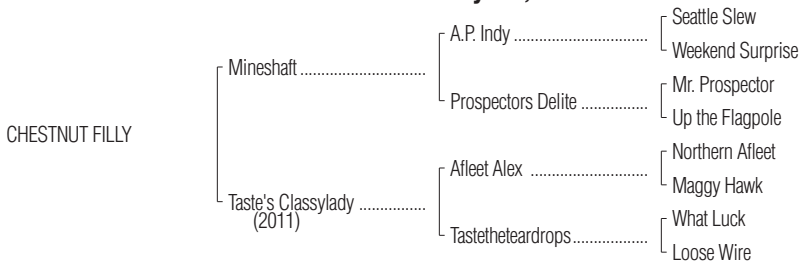 Seattle Slew
A.P. Indy ..................................
Weekend Surprise
Mineshaft ...............................
Mr. Prospector
Prospectors Delite .................
Up the Flagpole
CHESTNUT FILLY
Northern Afleet
Afleet Alex .............................
Maggy Hawk
Taste's Classylady .................
(2011)
What Luck
Tastetheteardrops...................
Loose Wire